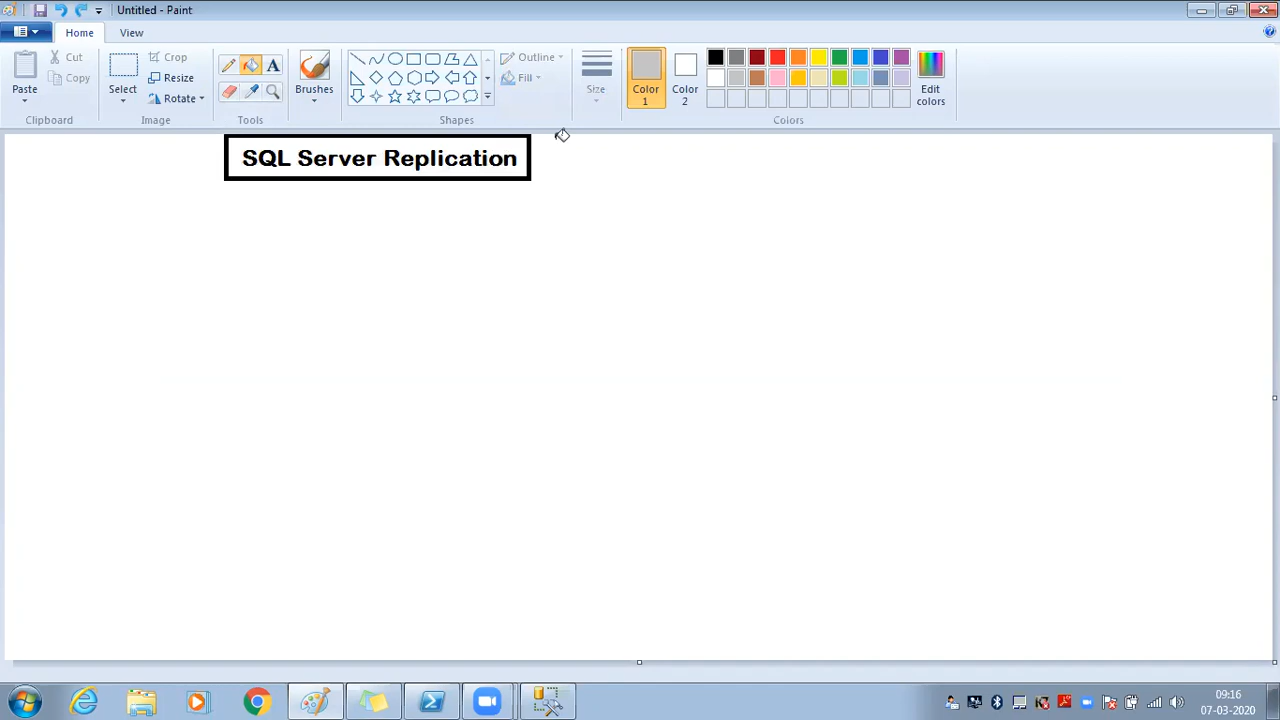 Untitled - Paint
Home
View
Paste
Cut
Copy
Clipboard
Select
Crop
Resize
Rotate
Image
Tools
Brushes
Shapes
Outline
Fill
Size
Color 1
Color 2
Edit colors
Colors
SQL Server Replication
09:16
07-03-2020